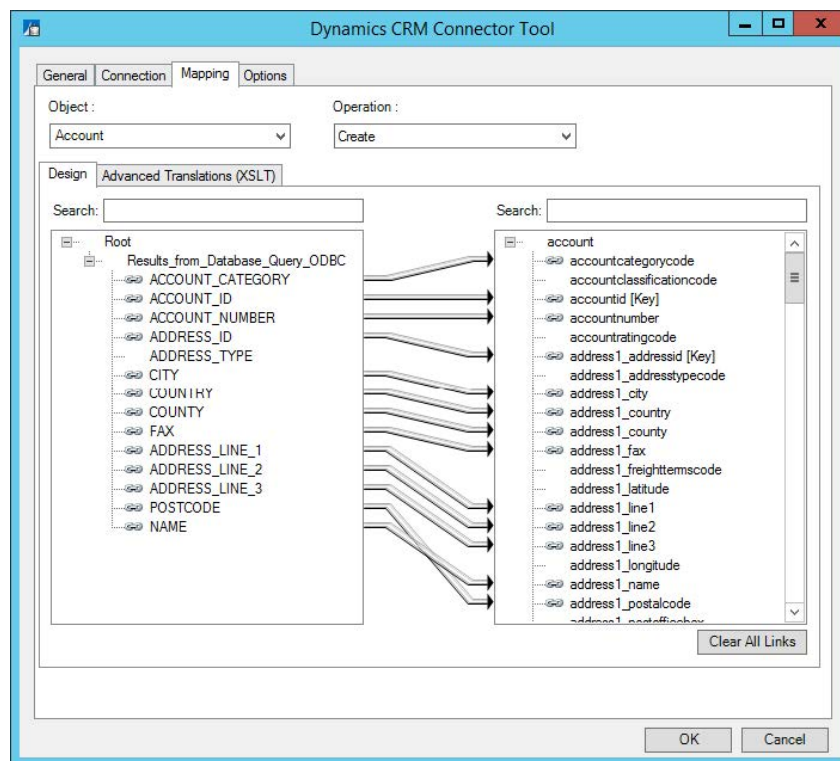 Dynamics CRM Connector Tool
General Connection Mapping Options
Object : Operation :
Account Create
Design Advanced Translations (XSLT)
Search: Search:
Root
Results_from_Database_Query_ODBC
ACCOUNT_CATEGORY
ACCOUNT_ID
ACCOUNT_NUMBER
ADDRESS_ID
ADDRESS_TYPE
CITY
COUNTRY
COUNTY
FAX
ADDRESS_LINE_1
ADDRESS_LINE_2
ADDRESS_LINE_3
POSTCODE
NAME
account
accountcategorycode
accountclassificationcode
accountid [Key]
accountnumber
accountratingcode
address1_addressid [Key]
address1_addresstypecode
address1_city
address1_country
address1_county
address1_fax
address1_freighttermscode
address1_latitude
address1_line1
address1_line2
address1_line3
address1_longitude
address1_name
address1_postalcode
address1_postofficebox
Clear All Links
OK Cancel